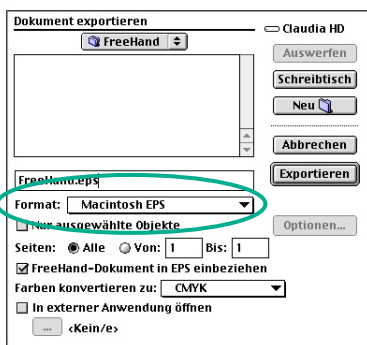 Dokument exportieren
FreeHand
Claudia HD
Auswerfen
Schreibtisch
Neu
Abbrechen
FreeHand.eps
Exportieren
Format: Macintosh EPS
Nur ausgewählte Objekte
Optionen...
Seiten: Alle Von: 1 Bis: 1
FreeHand-Dokument in EPS einbeziehen
Farben konvertieren zu: CMYK
In externer Anwendung öffnen
... <Kein/e>